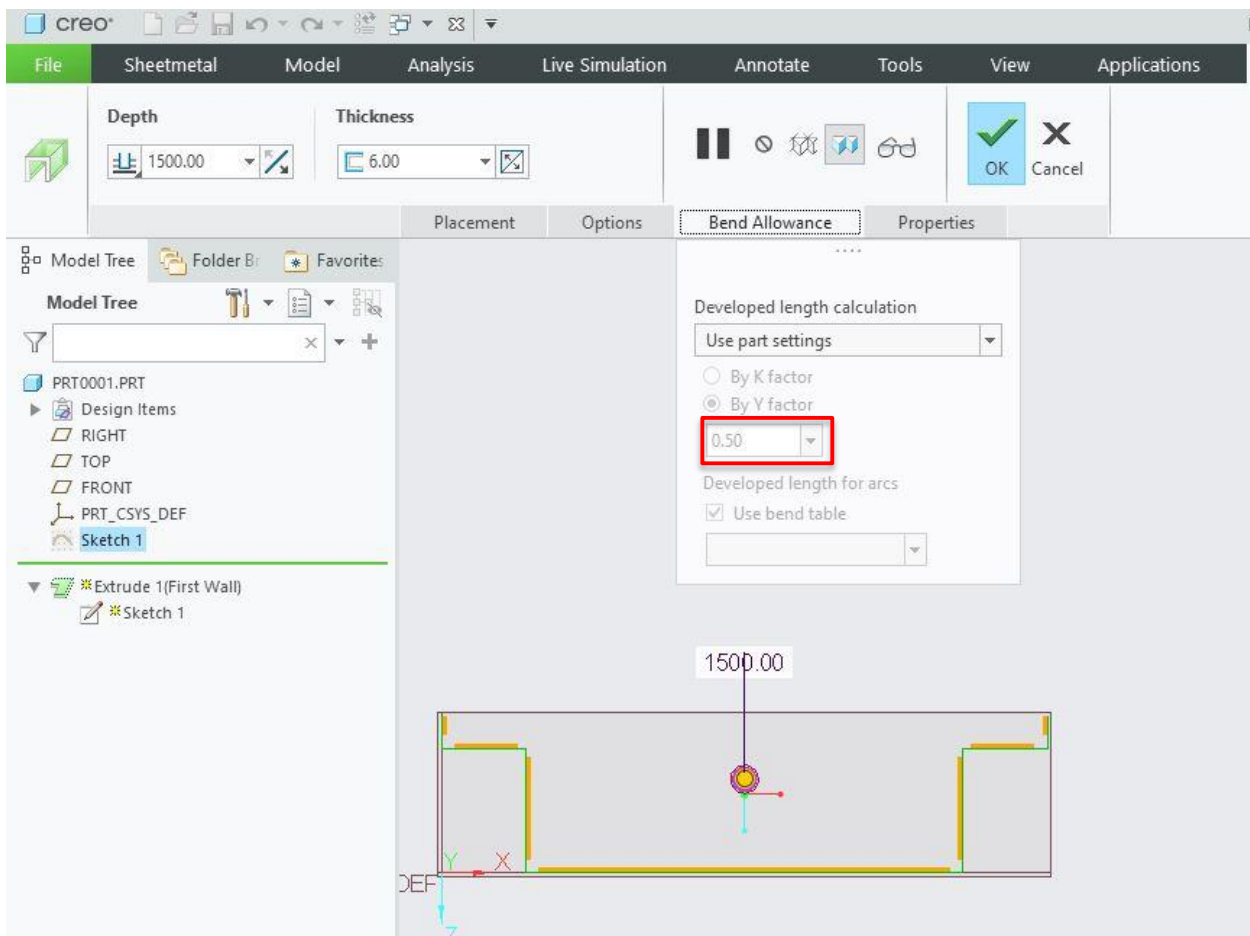 creo
File Sheetmetal Model Analysis Live Simulation Annotate Tools View Applications
Depth Thickness
1500.00 6.00
OK Cancel
Placement Options Bend Allowance Properties
Model Tree Folder Br Favorites
Model Tree
PRT0001.PRT
Design Items
RIGHT
TOP
FRONT
PRT_CSYS_DEF
Sketch 1
Extrude 1(First Wall)
Sketch 1
Developed length calculation
Use part settings
By K factor
By Y factor
0.50
Developed length for arcs
Use bend table
1500.00
Y X
DEF
Z